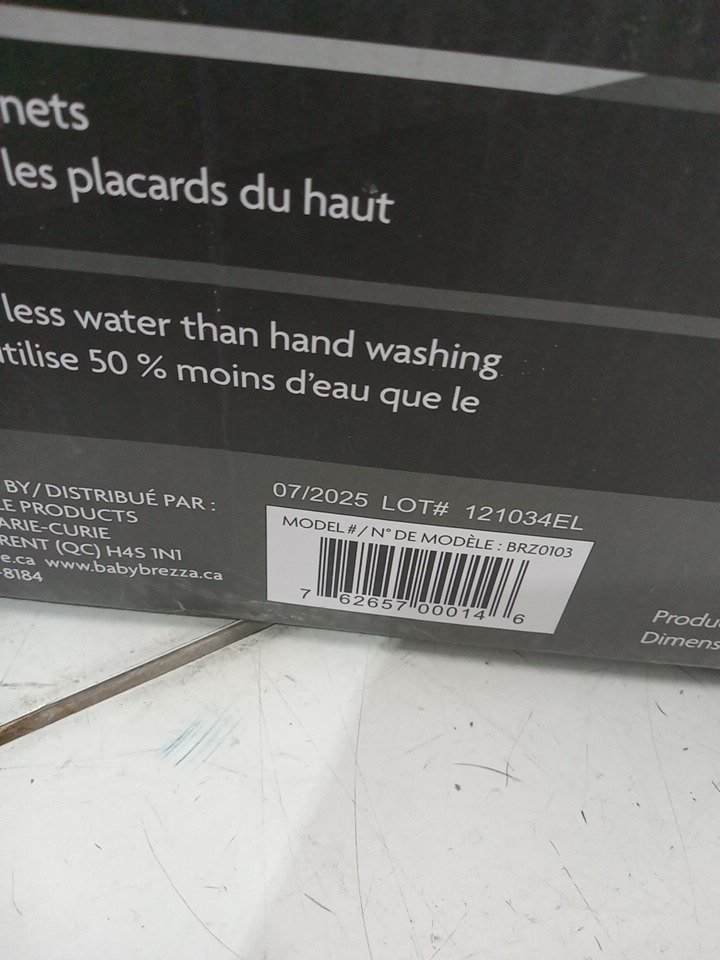 nets
les placards du haut
less water than hand washing
utilise 50 % moins d'eau que le
BY/DISTRIBUÉ PAR :
LE PRODUCTS
ARIE-CURIE
RENT (QC) H4S 1N1
e.ca www.babybrezza.ca
-8184
07/2025 LOT# 121034EL
MODEL #/ N° DE MODÈLE : BRZ0103
7 62657 00014 6
Produ
Dimens